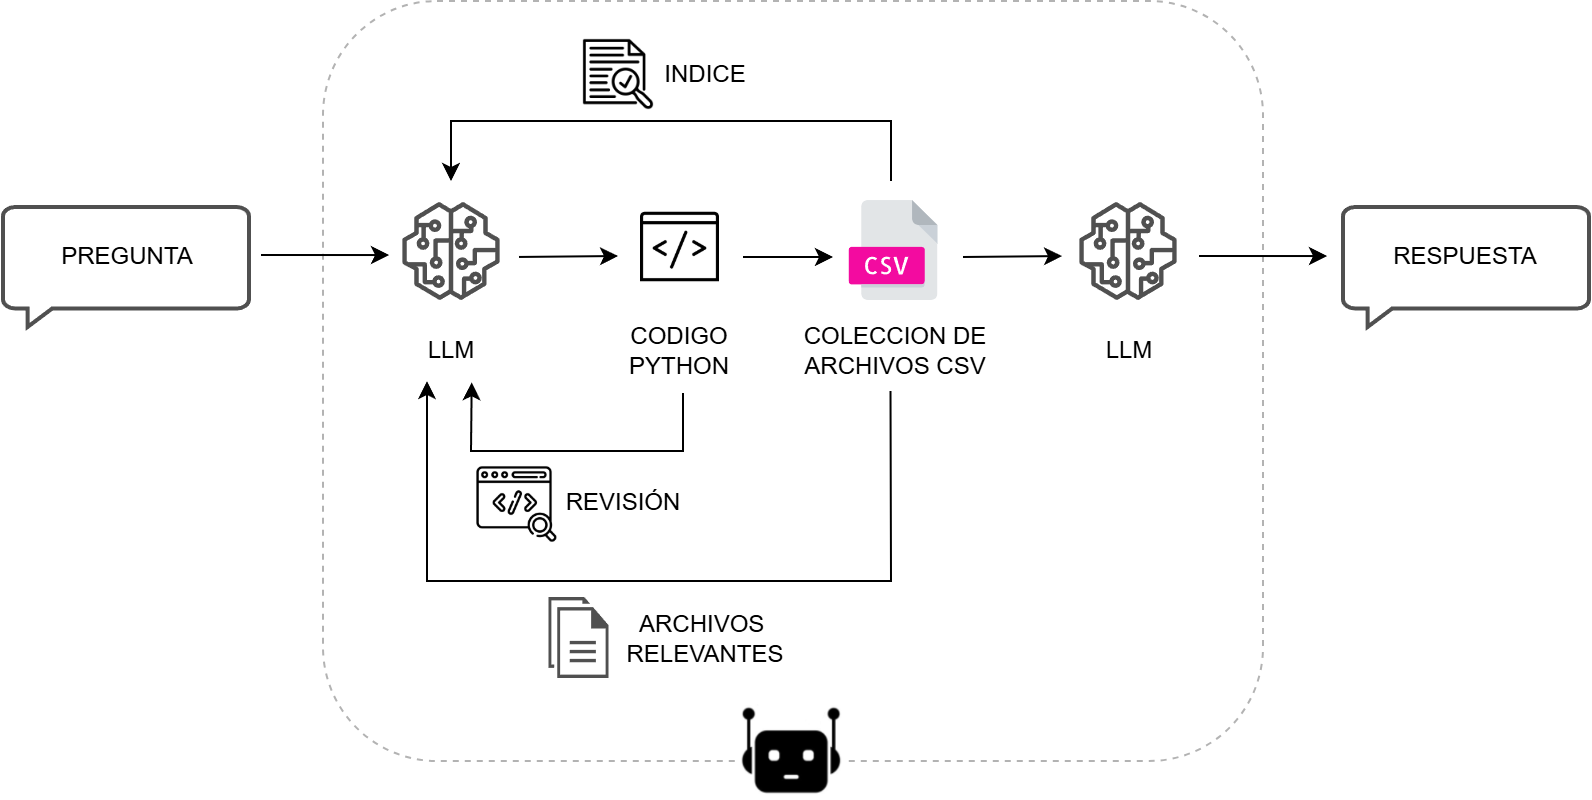 INDICE
PREGUNTA
</>
CSV
RESPUESTA
LLM
CODIGO
PYTHON
COLECCION DE
ARCHIVOS CSV
LLM
</>
REVISIÓN
ARCHIVOS
RELEVANTES